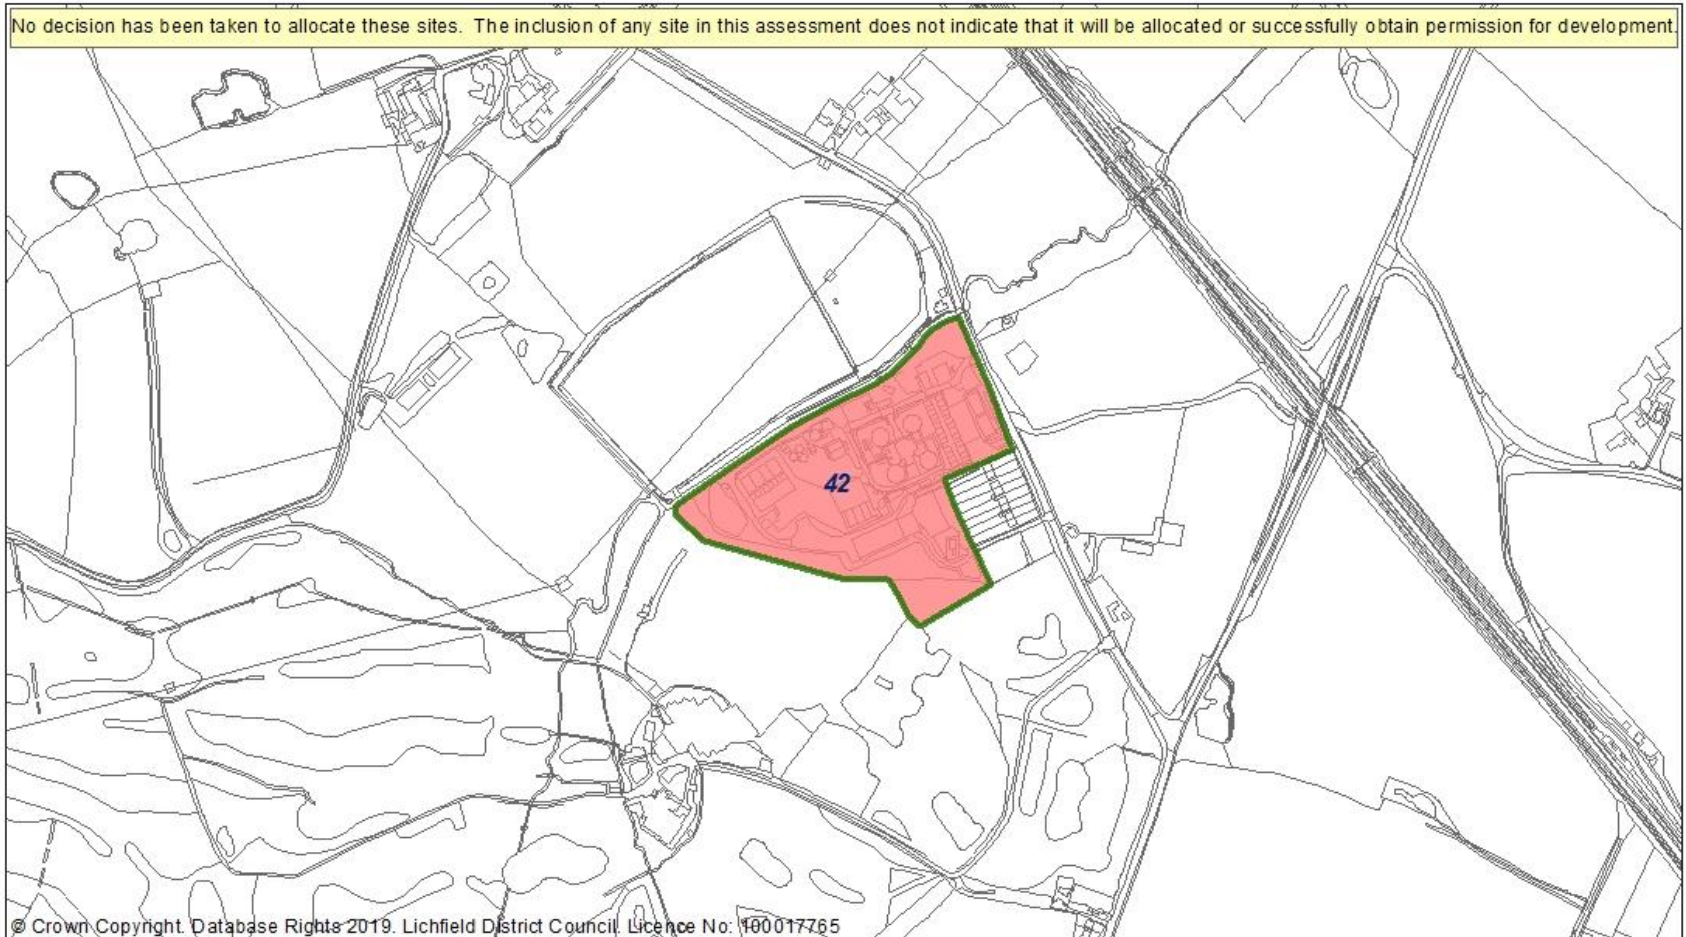 No decision has been taken to allocate these sites. The inclusion of any site in this assessment does not indicate that it will be allocated or successfully obtain permission for development.
42
© Crown Copyright. Database Rights 2019. Lichfield District Council. Licence No: 100017765